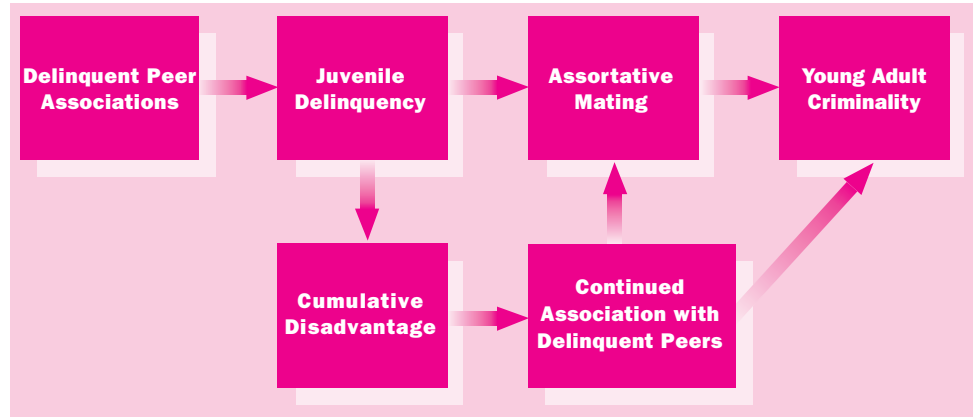 Delinquent Peer
Associations
Juvenile
Delinquency
Assortative
Mating
Young Adult
Criminality
Cumulative
Disadvantage
Continued
Association with
Delinquent Peers